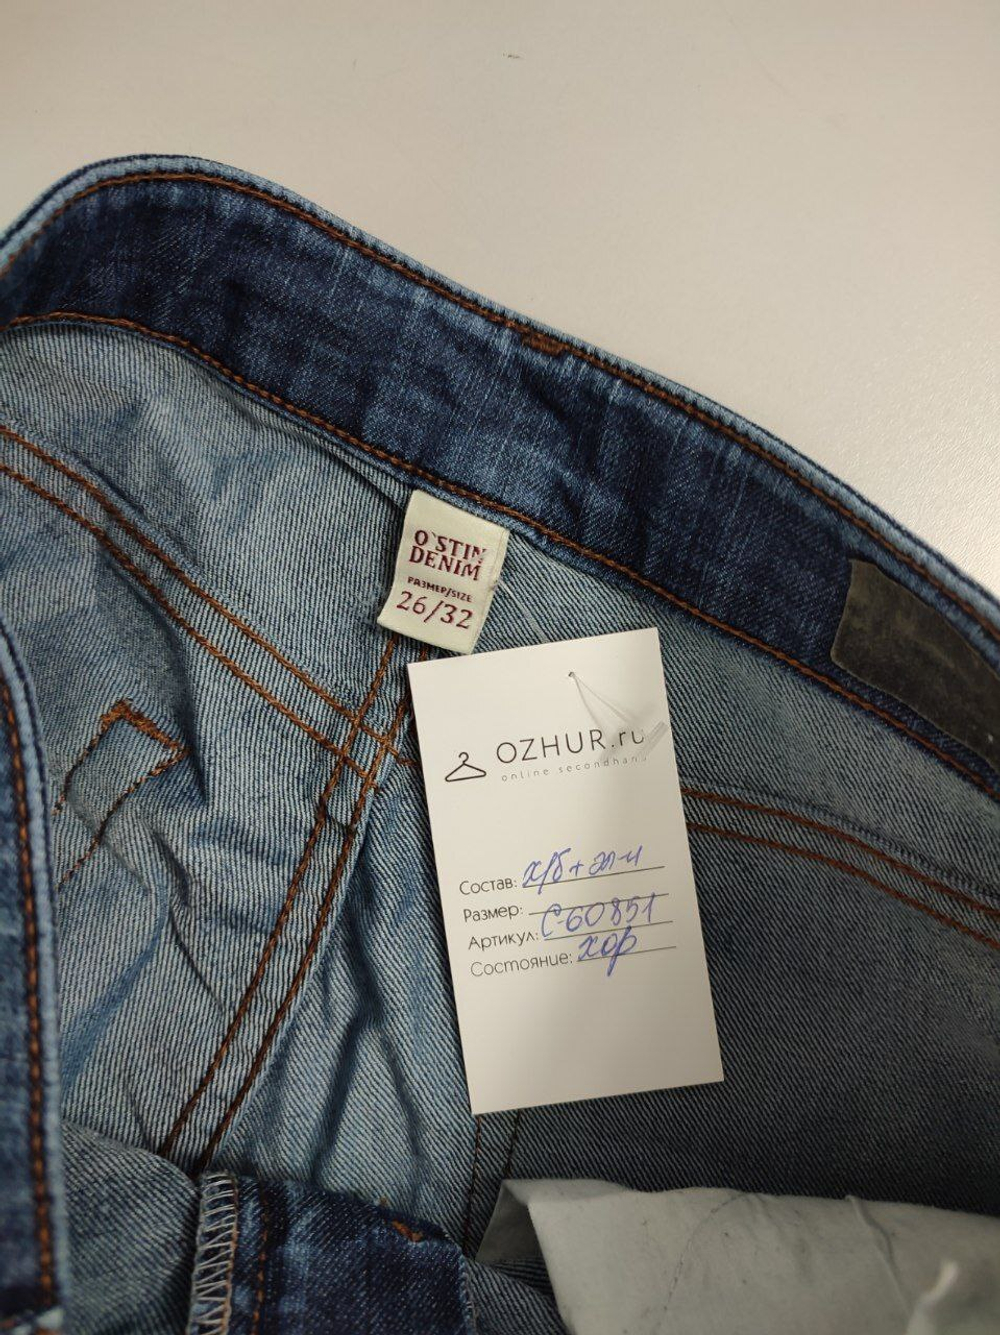 O'STIN
DENIM
РАЗМЕР/SIZE
26/32
OZHUR.ru
online secondhand
Состав: х/б + эл-н
Размер:
Артикул: С-60851
Состояние: хор